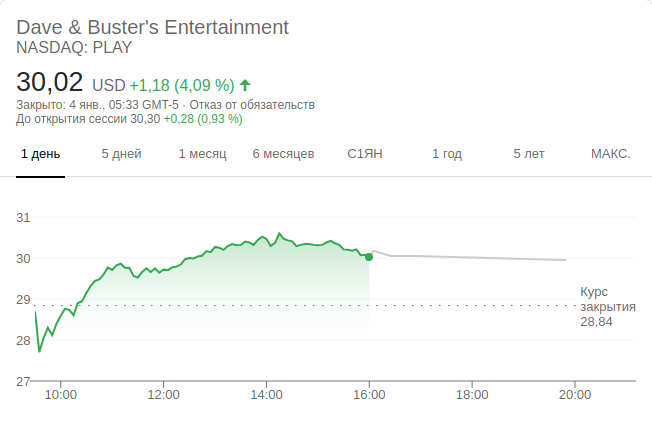 Dave & Buster's Entertainment
NASDAQ: PLAY
30,02 USD +1,18 (4,09 %)
Закрыто: 4 янв., 05:33 GMT-5 · Отказ от обязательств
До открытия сессии 30,30 +0,28 (0,93 %)
1 день 5 дней 1 месяц 6 месяцев С1ЯН 1 год 5 лет МАКС.
31
30
29
28
27
Курс
закрытия
28,84
10:00 12:00 14:00 16:00 18:00 20:00